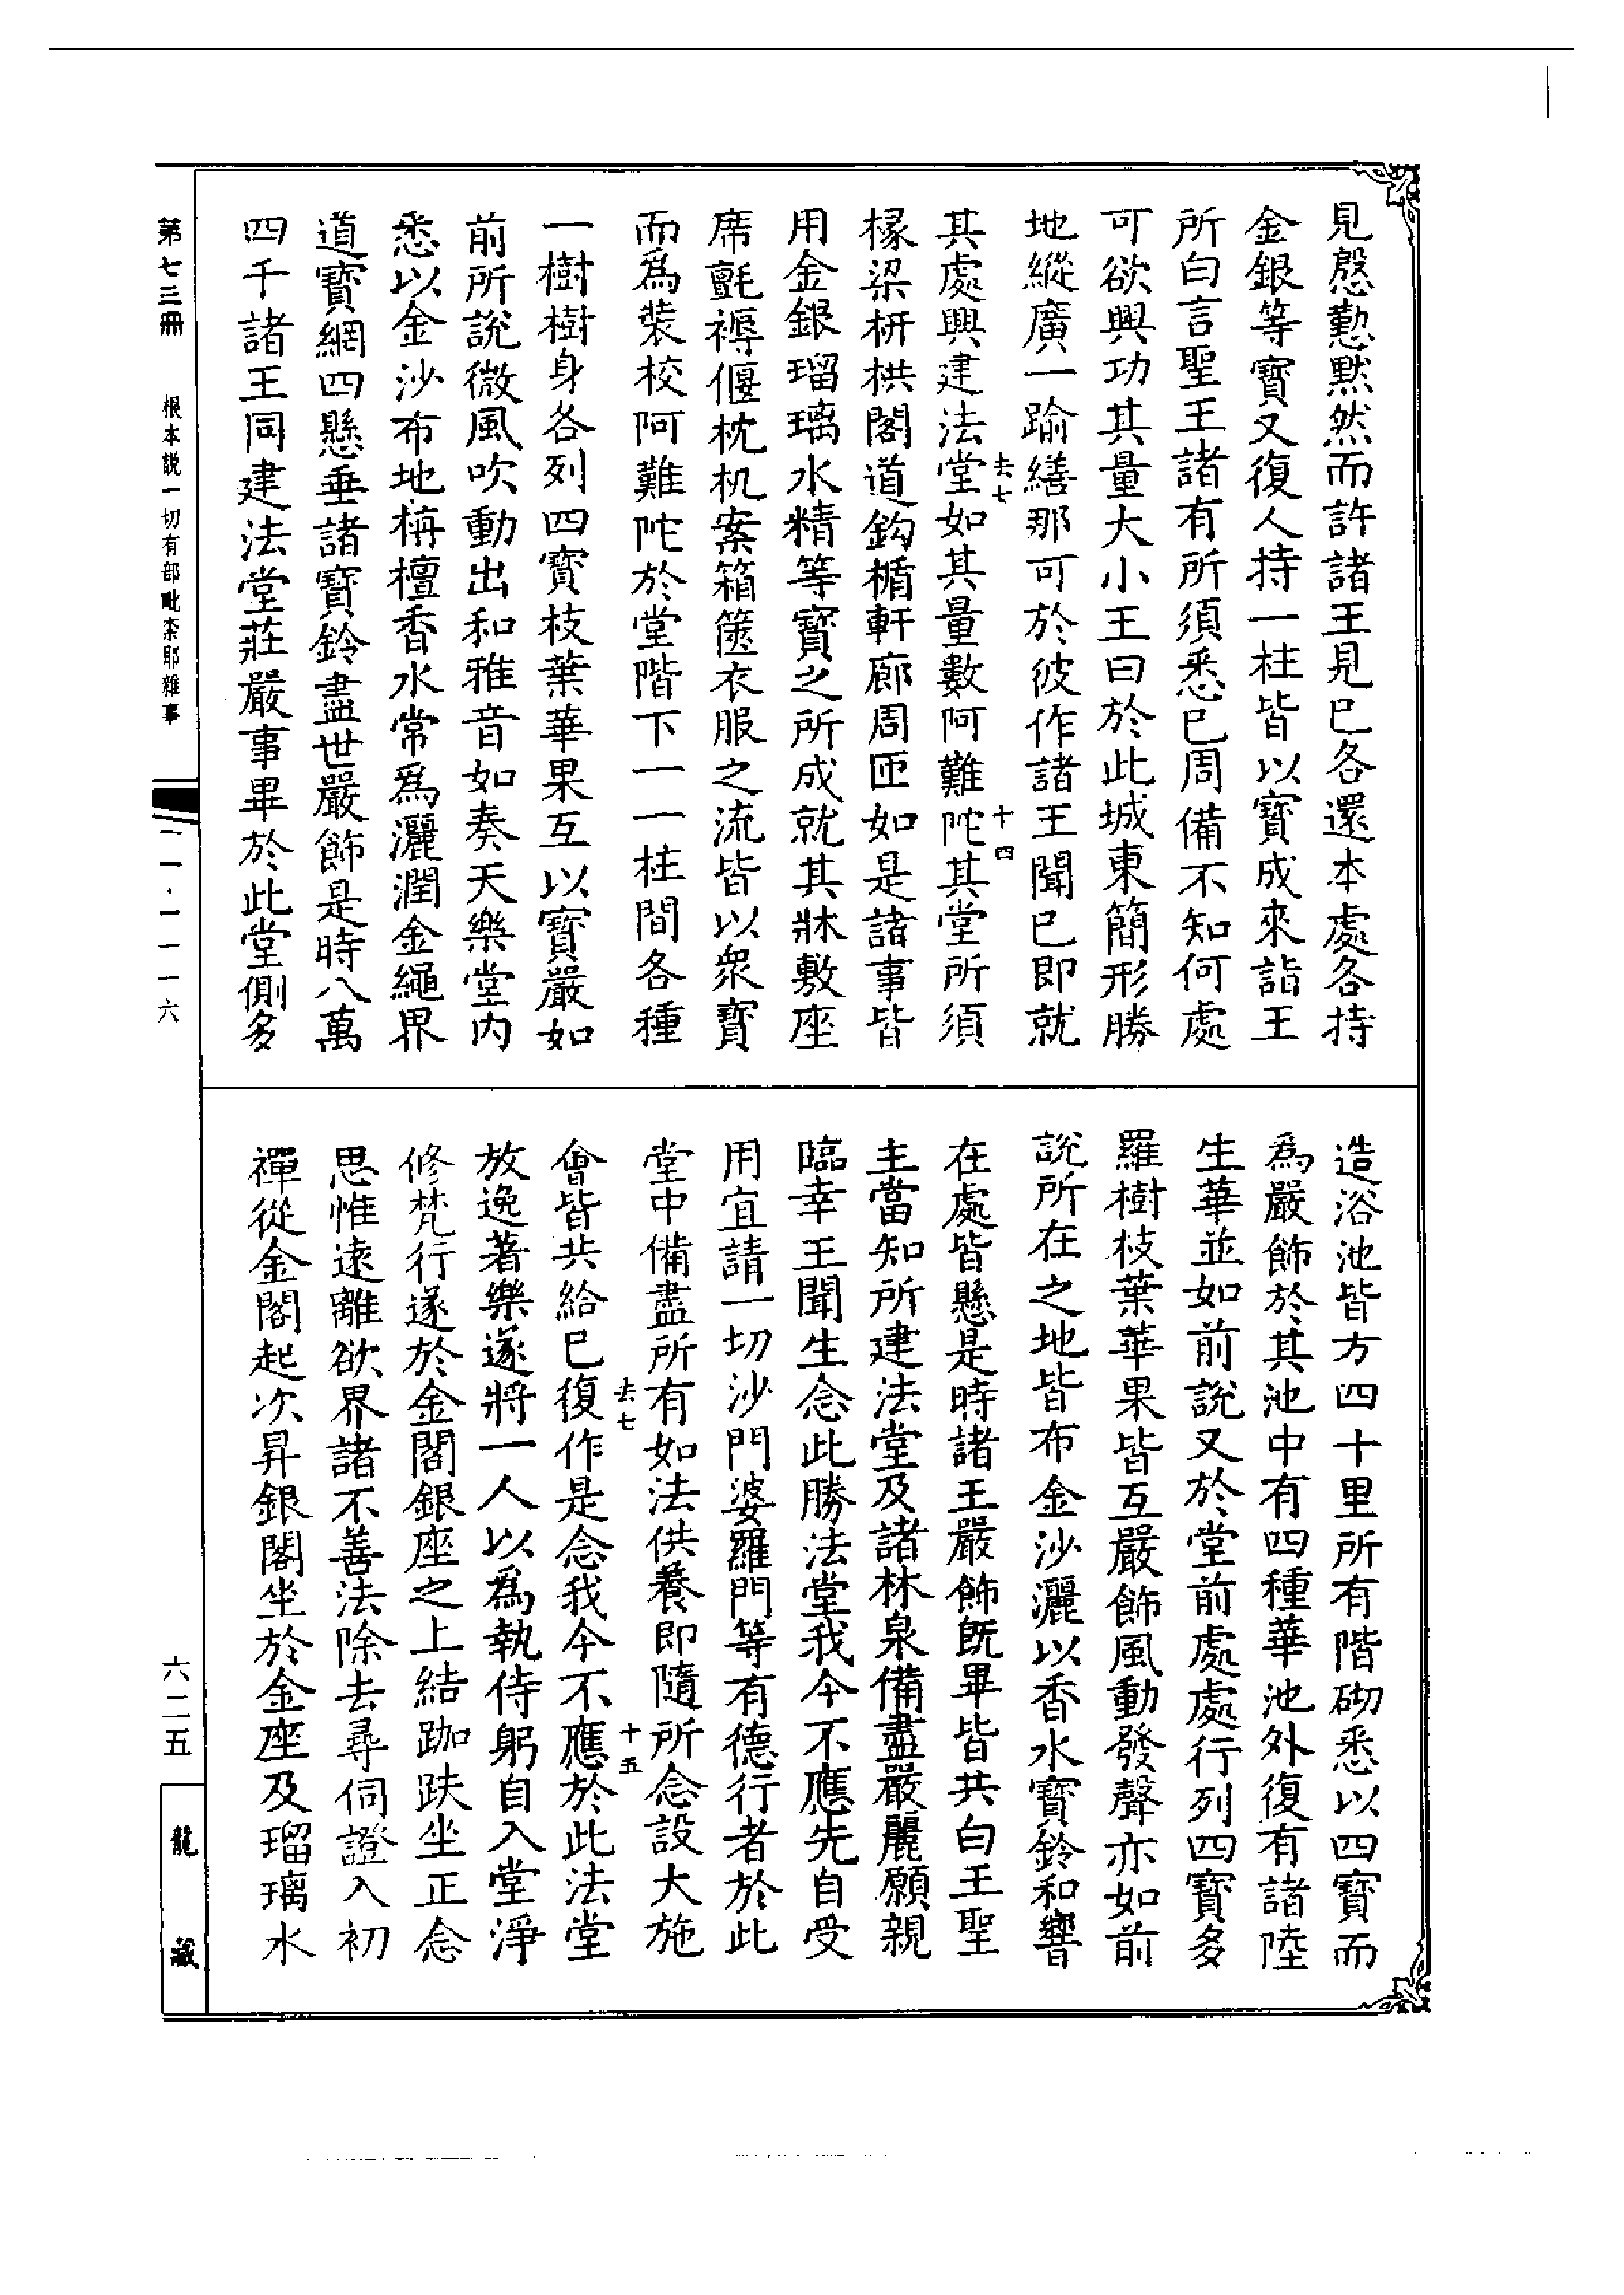 見慇懃默然而許諸王見已各還本處各持
金銀等寶又復人持一柱皆以寶成來詣王
所白言聖王諸有所須悉已周備不知何處
可欲興功其量大小王曰於此城東簡形勝
地縱廣一踰繕那可於彼作諸王聞已即就
去七
十四
其處興建法堂如其量數阿難陀其堂所須
椽梁枅栱閣道鈎楯軒廊周匝如是諸事皆
用金銀瑠璃水精等寶之所成就其牀敷座
席氍褥偃枕机案箱篋衣服之流皆以眾寶
而為裝校阿難陀於堂階下一一柱間各種
一樹樹身各列四寳枝葉華果互以寶嚴如
前所說微風吹動出和雅音如奏天樂堂內
悉以金沙布地栴檀香水常爲灑潤金繩界
道寶網四懸垂諸寶鈴盡世嚴飾是時八萬
四千諸王同建法堂莊嚴事畢於此堂側多
造浴池皆方四十里所有階砌悉以四寶而
為嚴飾於其池中有四種華池外復有諸陸
生華並如前說又於堂前處處行列四寶多
羅樹枝葉華果皆互嚴飾風動發聲亦如前
說所在之地皆布金沙灑以香水寶鈴和響
在處皆懸是時諸王嚴飾既畢皆共白王聖
主當知所建法堂及諸林泉備盡嚴麗願親
臨幸王聞生念此勝法堂我今不應先自受
用宜請一切沙門婆羅門等有德行者於此
堂中備盡所有如法供養即隨所念設大施
去七
十五
會皆共給已復作是念我今不應於此法堂
放逸著樂遂將一人以為執侍躬自入堂淨
修梵行遂於金閣銀座之上結跏趺坐正念
思惟遠離欲界諸不善法除去尋伺證入初
禪從金閣起次昇銀閣坐於金座及瑠璃水
第七三冊
根本説一切有部毗柰耶雜事
一一·一一一六
六二五
龍藏